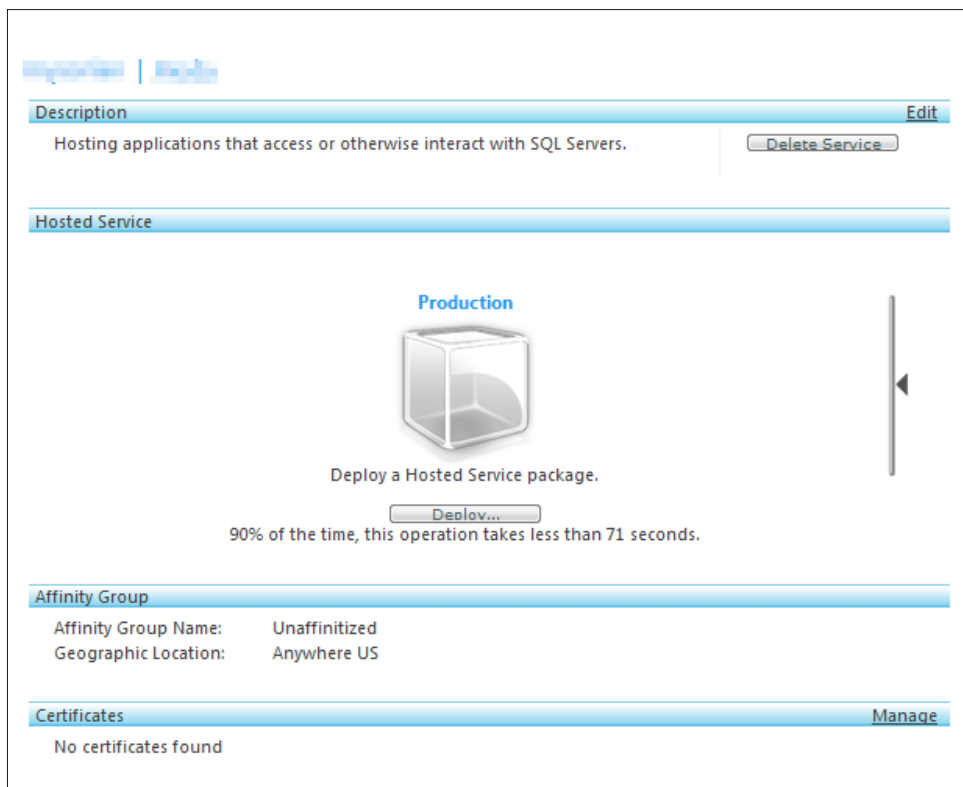 Description Edit
Hosting applications that access or otherwise interact with SQL Servers. Delete Service
Hosted Service
Production
Deploy a Hosted Service package.
Deploy...
90% of the time, this operation takes less than 71 seconds.
Affinity Group
Affinity Group Name: Unaffinitized
Geographic Location: Anywhere US
Certificates Manage
No certificates found